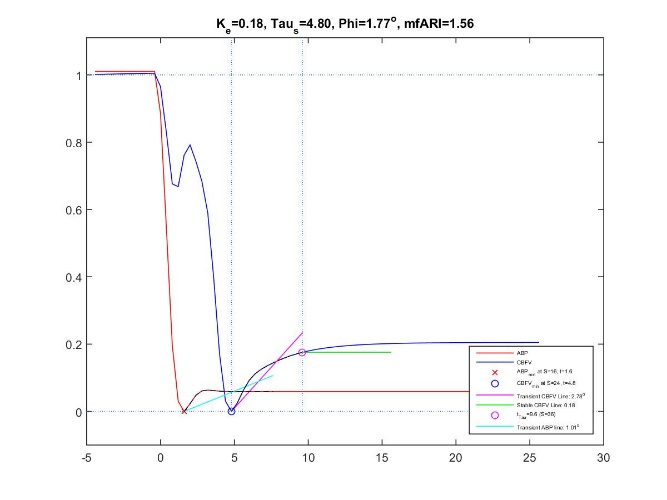 K_e=0.18, Tau_s=4.80, Phi=1.77°, mfARI=1.56
1
0.8
0.6
0.4
0.2
0
-5 0 5 10 15 20 25 30
ABP
CBFV
ABP_min at S=16, t=1.6
CBFV_min at S=24, t=4.8
Transient CBFV Line: 2.78°
Stable CBFV Line: 0.18
t_Tau=9.6 (S=36)
Transient ABP line: 1.01°